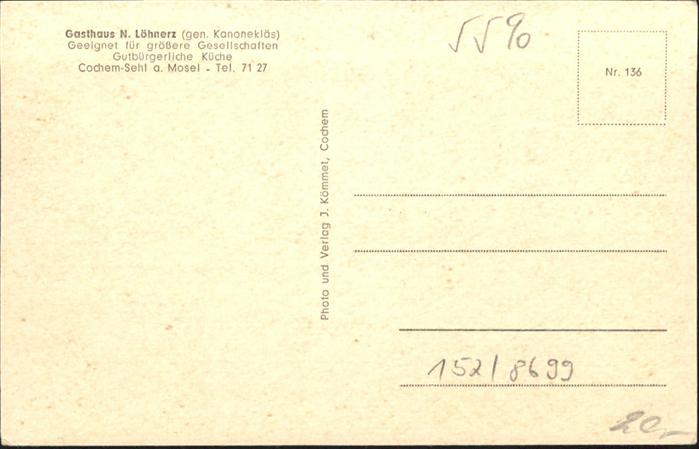 Gasthaus N. Löhnerz (gen. Kanoneklös)
Geeignet für größere Gesellschaften
Gutbürgerliche Küche
Cochem-Sehl a. Mosel - Tel. 71 27
Nr. 136
Photo und Verlag J. Kömmet, Cochem
152/8699